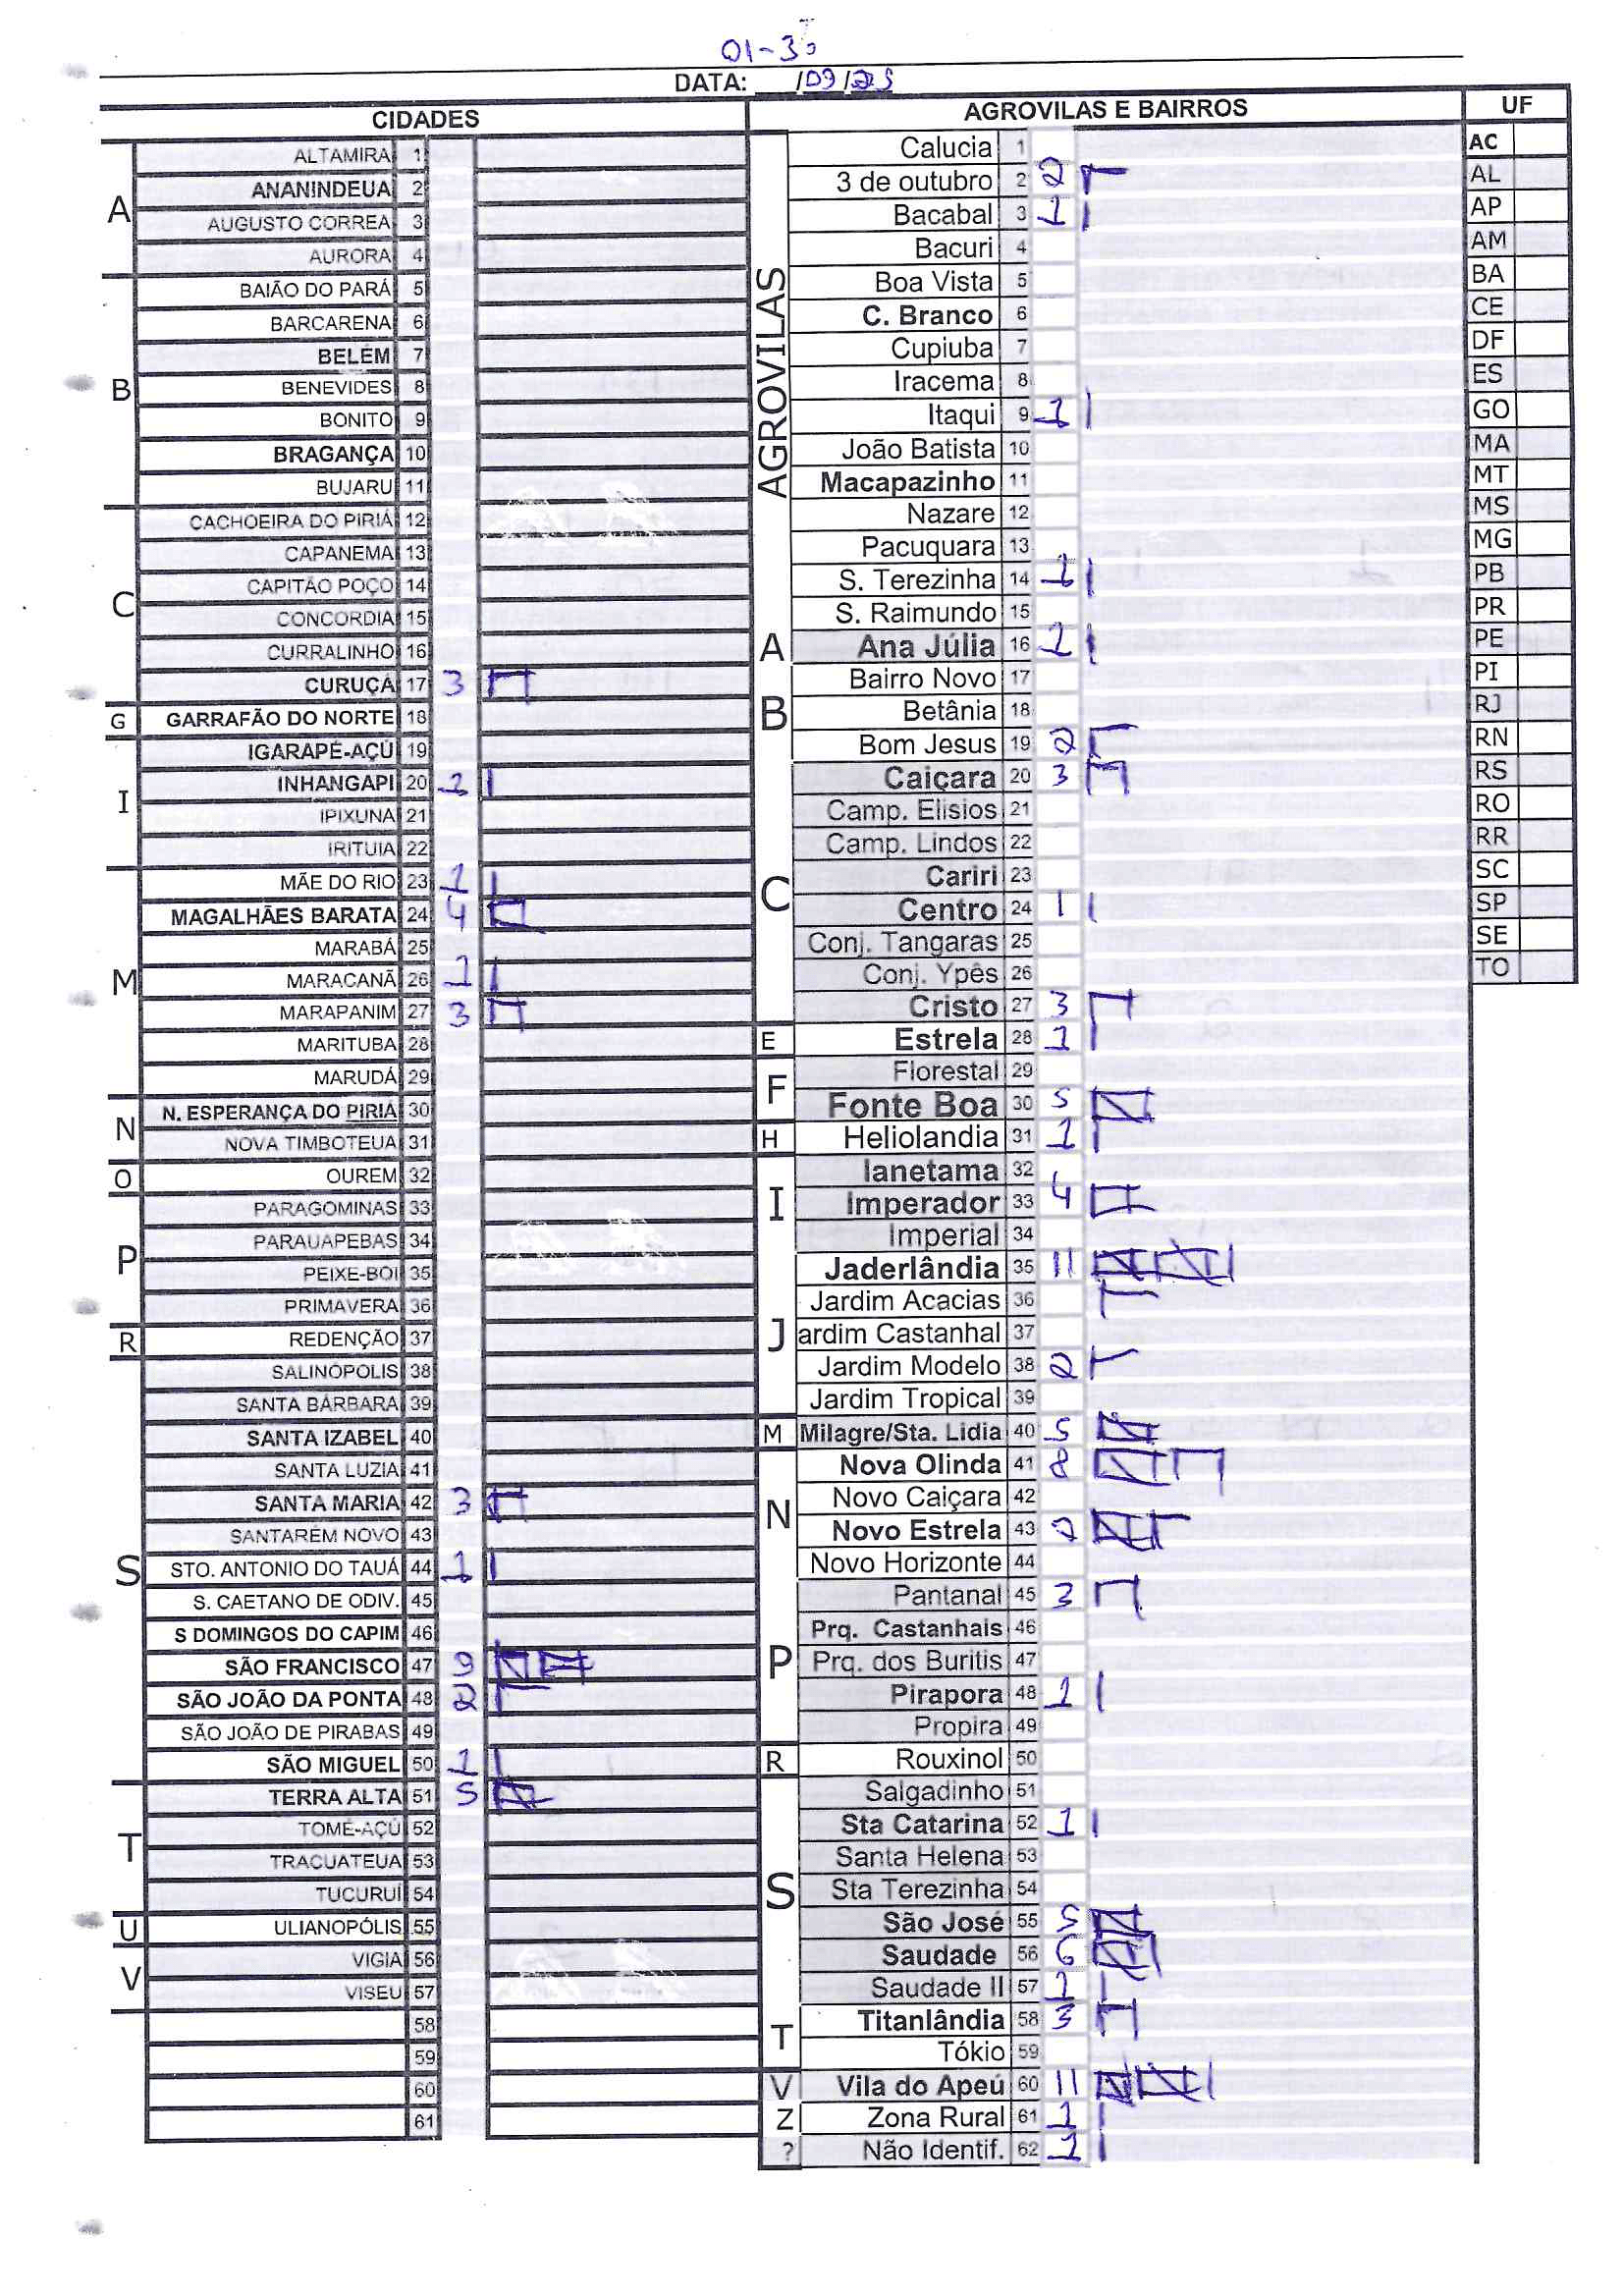 01-30
DATA: ___/09/25
CIDADES
A
ALTAMIRA 1
ANANINDEUA 2
AUGUSTO CORREA 3
AURORA 4
B
BAIÃO DO PARÁ 5
BARCARENA 6
BELÉM 7
BENEVIDES 8
BONITO 9
BRAGANÇA 10
BUJARU 11
C
CACHOEIRA DO PIRIÁ 12
CAPANEMA 13
CAPITÃO POÇO 14
CONCORDIA 15
CURRALINHO 16
CURUÇÁ 17 3
G
GARRAFÃO DO NORTE 18
I
IGARAPÉ-AÇÚ 19
INHANGAPI 20 1
IPIXUNA 21
IRITUIA 22
M
MÃE DO RIO 23 1
MAGALHÃES BARATA 24 4
MARABÁ 25
MARACANÃ 26 1
MARAPANIM 27 3
MARITUBA 28
MARUDÁ 29
N
N. ESPERANÇA DO PIRIÁ 30
NOVA TIMBOTEUA 31
O
OUREM 32
P
PARAGOMINAS 33
PARAUAPEBAS 34
PEIXE-BOI 35
PRIMAVERA 36
R
REDENÇÃO 37
S
SALINÓPOLIS 38
SANTA BÁRBARA 39
SANTA IZABEL 40
SANTA LUZIA 41
SANTA MARIA 42 3
SANTARÉM NOVO 43
STO. ANTONIO DO TAUÁ 44 1
S. CAETANO DE ODIV. 45
S DOMINGOS DO CAPIM 46
SÃO FRANCISCO 47 9
SÃO JOÃO DA PONTA 48 2
SÃO JOÃO DE PIRABAS 49
SÃO MIGUEL 50 1
T
TERRA ALTA 51 5
TOMÉ-AÇÚ 52
TRACUATEUA 53
TUCURUÍ 54
U
ULIANOPÓLIS 55
V
VIGIA 56
VISEU 57
58
59
60
61
AGROVILAS E BAIRROS
AGROVILAS
Calucia 1
3 de outubro 2 2
Bacabal 3 1
Bacuri 4
Boa Vista 5
C. Branco 6
Cupiuba 7
Iracema 8
Itaqui 9 1
João Batista 10
Macapazinho 11
Nazare 12
Pacuquara 13
S. Terezinha 14 1
S. Raimundo 15
A
Ana Júlia 16 1
B
Bairro Novo 17
Betânia 18
Bom Jesus 19 2
C
Caiçara 20 3
Camp. Elisios 21
Camp. Lindos 22
Cariri 23
Centro 24 1
Conj. Tangaras 25
Conj. Ypês 26
Cristo 27 3
E
Estrela 28 1
F
Florestal 29
Fonte Boa 30 5
H
Heliolandia 31 1
I
Ianetama 32
Imperador 33 4
Imperial 34
J
Jaderlândia 35 11
Jardim Acacias 36
ardim Castanhal 37
Jardim Modelo 38 2
Jardim Tropical 39
M
Milagre/Sta. Lidia 40 5
N
Nova Olinda 41 8
Novo Caiçara 42
Novo Estrela 43
Novo Horizonte 44
P
Pantanal 45 3
Prq. Castanhais 46
Prq. dos Buritis 47
Pirapora 48 1
Propira 49
R
Rouxinol 50
S
Salgadinho 51
Sta Catarina 52 1
Santa Helena 53
Sta Terezinha 54
São José 55 5
Saudade 56 6
Saudade II 57 1
T
Titanlândia 58 3
Tókio 59
V
Vila do Apeú 60 11
Z
Zona Rural 61 1
?
Não Identif. 62 1
UF
AC
AL
AP
AM
BA
CE
DF
ES
GO
MA
MT
MS
MG
PB
PR
PE
PI
RJ
RN
RS
RO
RR
SC
SP
SE
TO